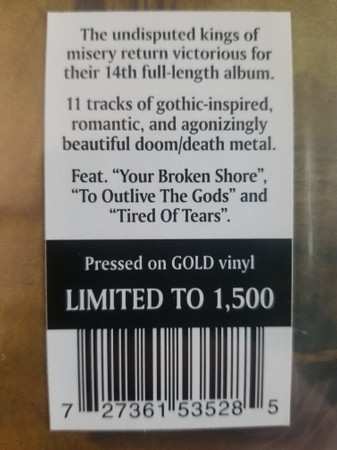 The undisputed kings of
misery return victorious for
their 14th full-length album.
11 tracks of gothic-inspired,
romantic, and agonizingly
beautiful doom/death metal.
Feat. “Your Broken Shore”,
“To Outlive The Gods” and
“Tired Of Tears”.
Pressed on GOLD vinyl
LIMITED TO 1,500
7 27361 53528 5